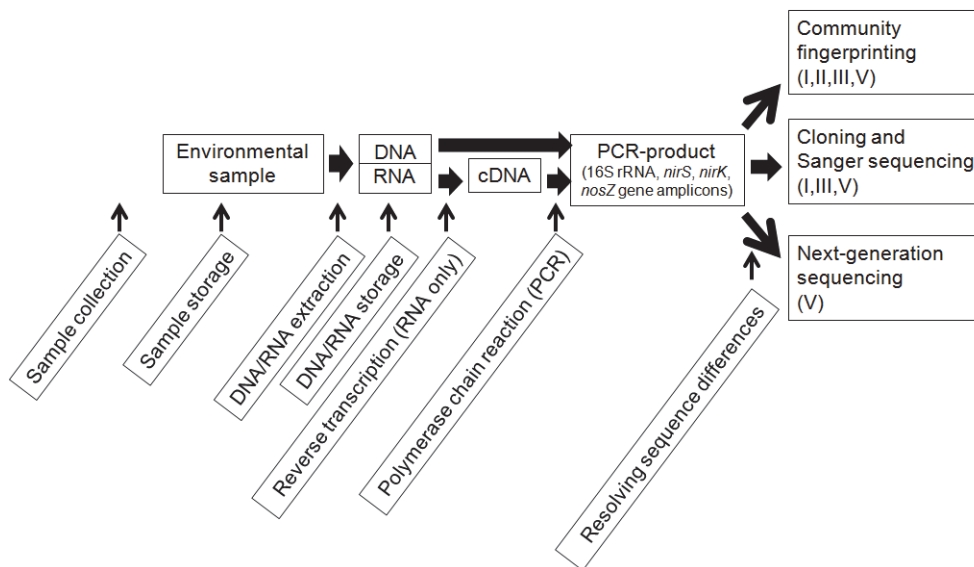 Community
fingerprinting
(I,II,III,V)
Environmental
sample
DNA
RNA
cDNA
PCR-product
(16S rRNA, nirS, nirK,
nosZ gene amplicons)
Cloning and
Sanger sequencing
(I,III,V)
Next-generation
sequencing
(V)
Sample collection
Sample storage
DNA/RNA extraction
DNA/RNA storage
Reverse transcription (RNA only)
Polymerase chain reaction (PCR)
Resolving sequence differences